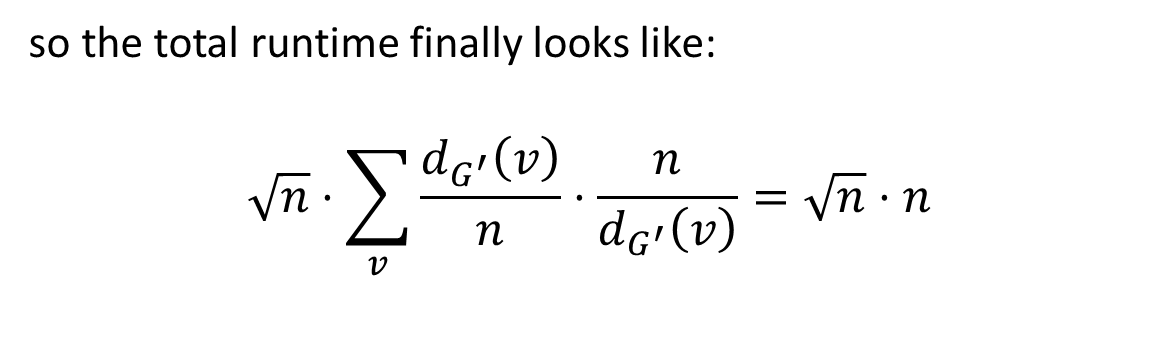 so the total runtime finally looks like:
√n · ∑_v d_{G′}(v)/n · n/d_{G′}(v) = √n · n